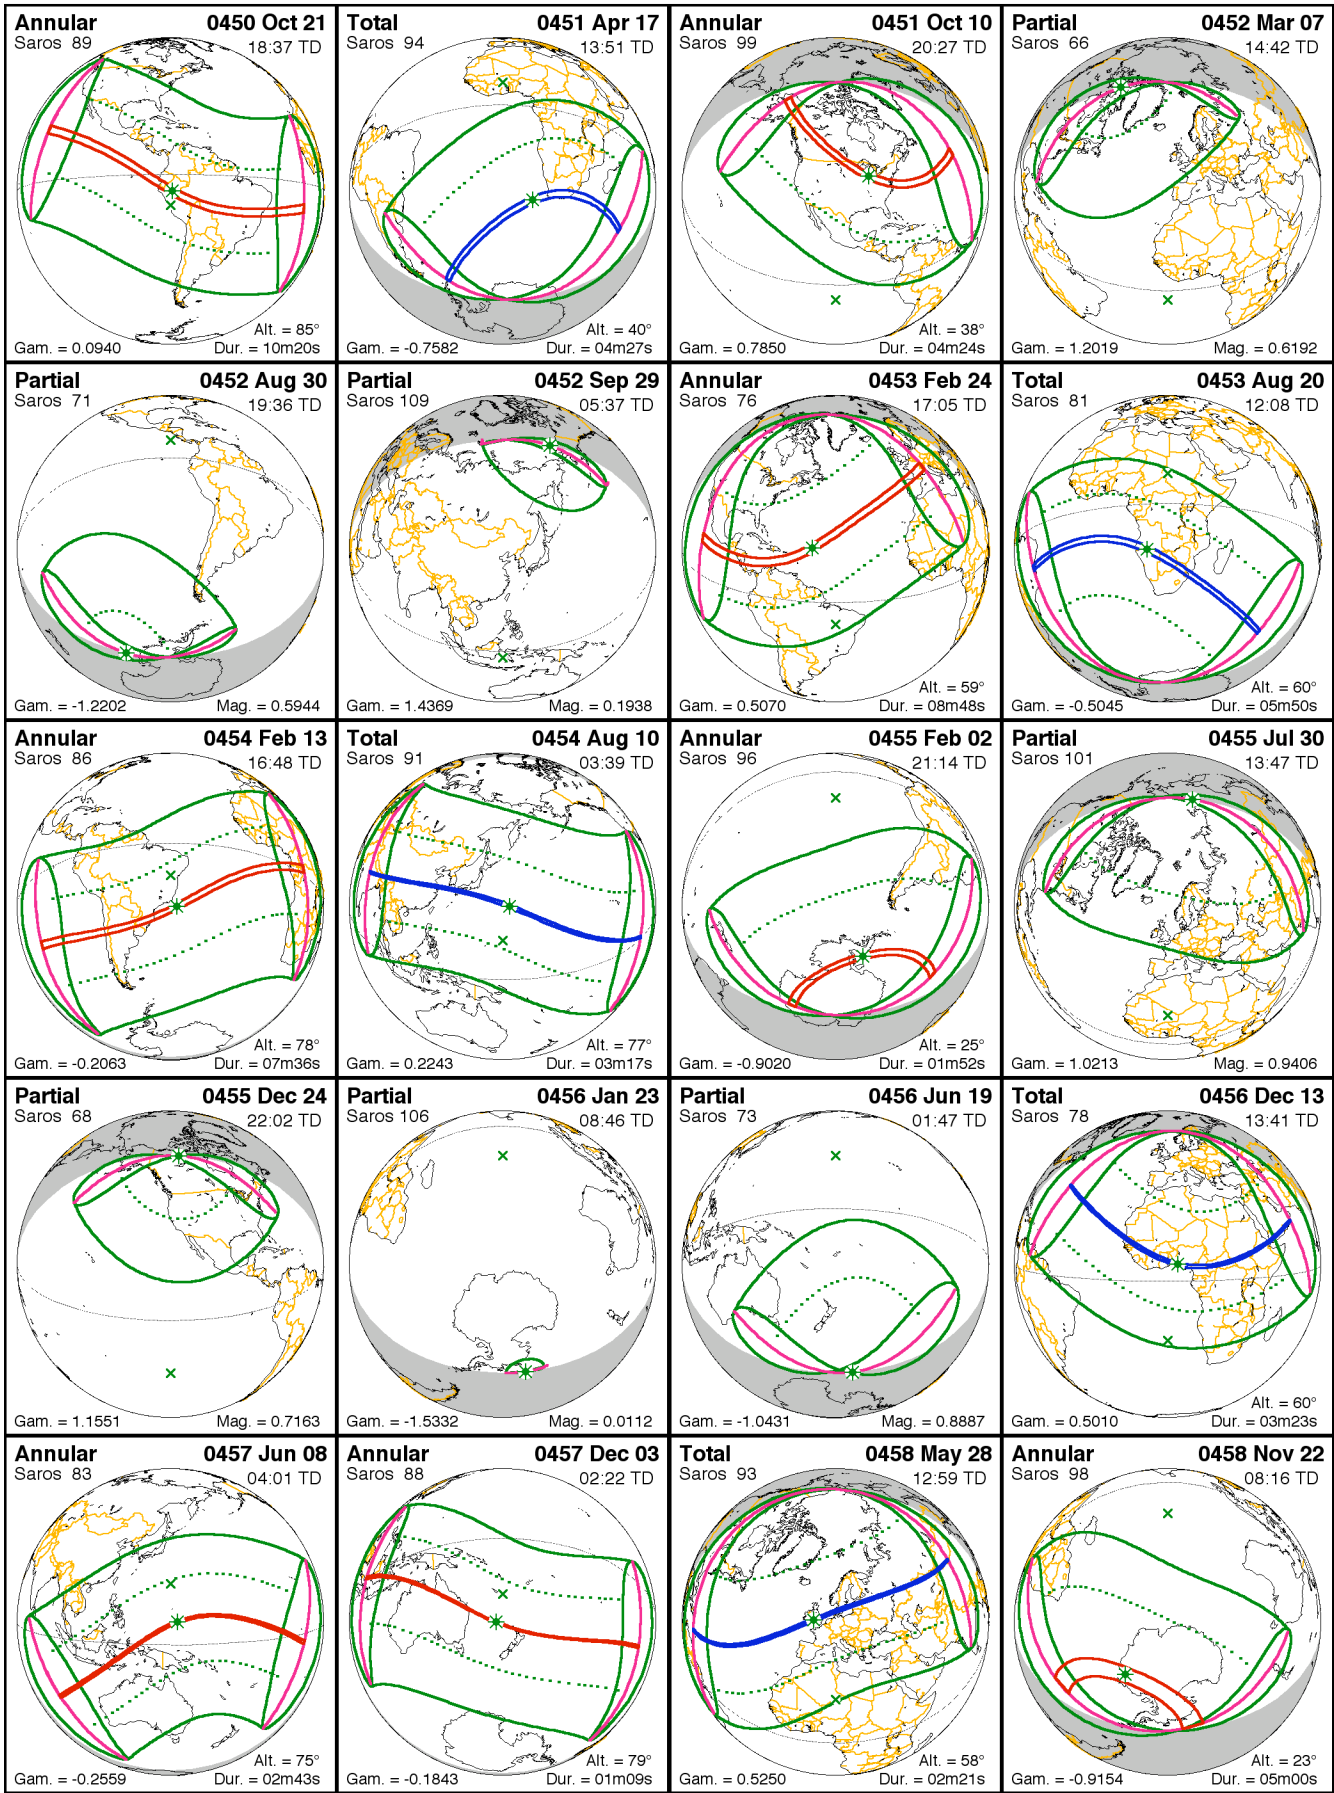 Annular 0450 Oct 21
Saros 89 18:37 TD
Alt. = 85°
Gam. = 0.0940 Dur. = 10m20s
Total 0451 Apr 17
Saros 94 13:51 TD
Alt. = 40°
Gam. = -0.7582 Dur. = 04m27s
Annular 0451 Oct 10
Saros 99 20:27 TD
Alt. = 38°
Gam. = 0.7850 Dur. = 04m24s
Partial 0452 Mar 07
Saros 66 14:42 TD
Gam. = 1.2019 Mag. = 0.6192
Partial 0452 Aug 30
Saros 71 19:36 TD
Gam. = -1.2202 Mag. = 0.5944
Partial 0452 Sep 29
Saros 109 05:37 TD
Gam. = 1.4369 Mag. = 0.1938
Annular 0453 Feb 24
Saros 76 17:05 TD
Alt. = 59°
Gam. = 0.5070 Dur. = 08m48s
Total 0453 Aug 20
Saros 81 12:08 TD
Alt. = 60°
Gam. = -0.5045 Dur. = 05m50s
Annular 0454 Feb 13
Saros 86 16:48 TD
Alt. = 78°
Gam. = -0.2063 Dur. = 07m36s
Total 0454 Aug 10
Saros 91 03:39 TD
Alt. = 77°
Gam. = 0.2243 Dur. = 03m17s
Annular 0455 Feb 02
Saros 96 21:14 TD
Alt. = 25°
Gam. = -0.9020 Dur. = 01m52s
Partial 0455 Jul 30
Saros 101 13:47 TD
Gam. = 1.0213 Mag. = 0.9406
Partial 0455 Dec 24
Saros 68 22:02 TD
Gam. = 1.1551 Mag. = 0.7163
Partial 0456 Jan 23
Saros 106 08:46 TD
Gam. = -1.5332 Mag. = 0.0112
Partial 0456 Jun 19
Saros 73 01:47 TD
Gam. = -1.0431 Mag. = 0.8887
Total 0456 Dec 13
Saros 78 13:41 TD
Alt. = 60°
Gam. = 0.5010 Dur. = 03m23s
Annular 0457 Jun 08
Saros 83 04:01 TD
Alt. = 75°
Gam. = -0.2559 Dur. = 02m43s
Annular 0457 Dec 03
Saros 88 02:22 TD
Alt. = 79°
Gam. = -0.1843 Dur. = 01m09s
Total 0458 May 28
Saros 93 12:59 TD
Alt. = 58°
Gam. = 0.5250 Dur. = 02m21s
Annular 0458 Nov 22
Saros 98 08:16 TD
Alt. = 23°
Gam. = -0.9154 Dur. = 05m00s